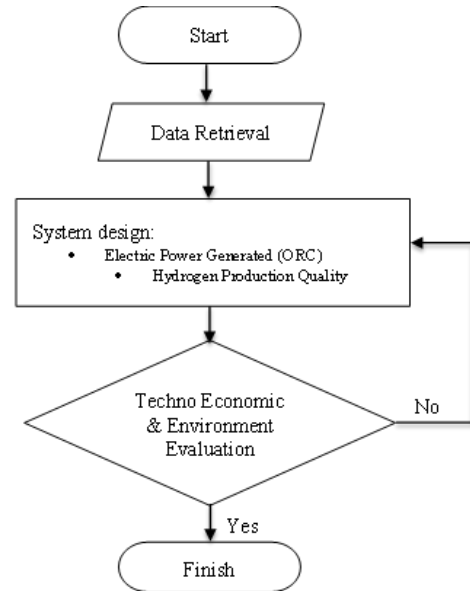 Start
Data Retrieval
System design:
• Electric Power Generated (ORC)
• Hydrogen Production Quality
Techno Economic
& Environment
Evaluation
No
Yes
Finish